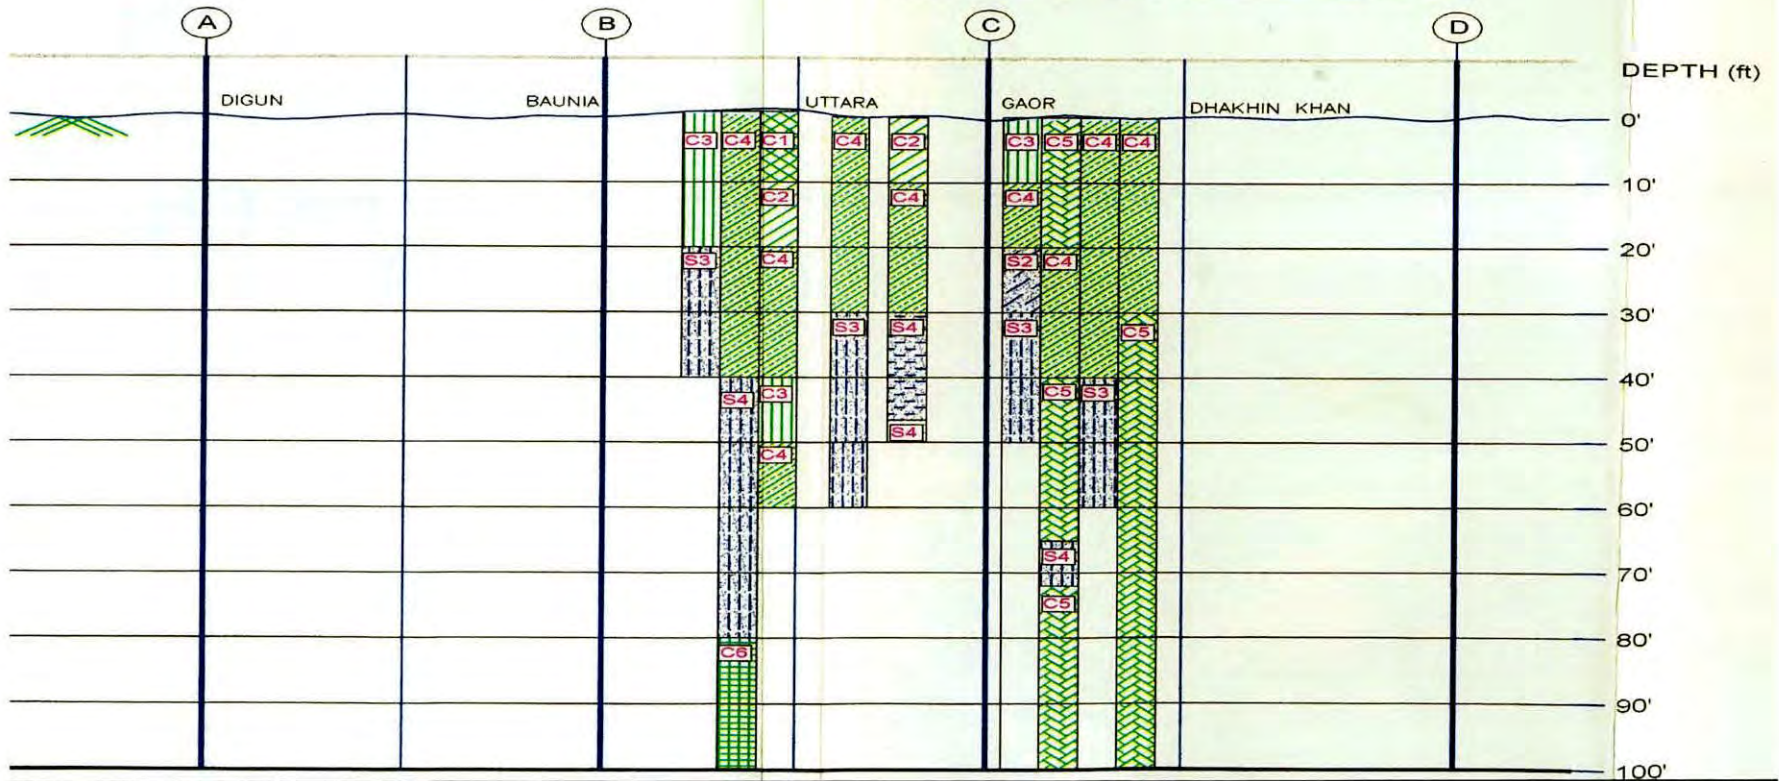 A B C D
DEPTH (ft)
DIGUN BAUNIA UTTARA GAOR DHAKHIN KHAN
0'
C3 C4 C1 C4 C2 C3 C5 C4 C4
10'
C2 C4 C4
20'
S3 C4 S2 C4
30'
S3 S4 S3 C5
40'
S4 C3 C5 S3
S4
50'
C4
60'
S4
70'
C5
80'
C6
90'
100'